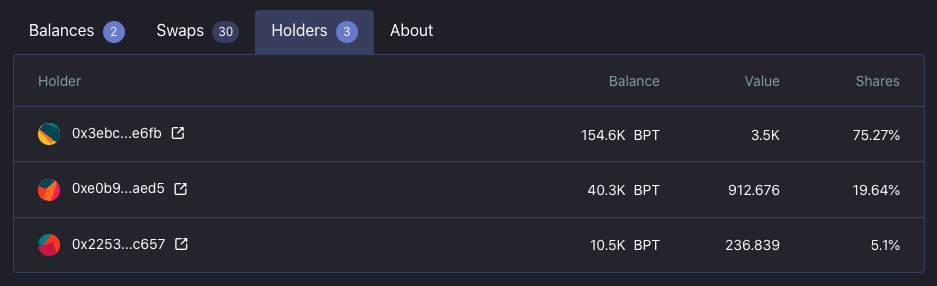 Balances 2 Swaps 30 Holders 3 About
Holder Balance Value Shares
0x3ebc...e6fb 154.6K BPT 3.5K 75.27%
0xe0b9...aed5 40.3K BPT 912.676 19.64%
0x2253...c657 10.5K BPT 236.839 5.1%